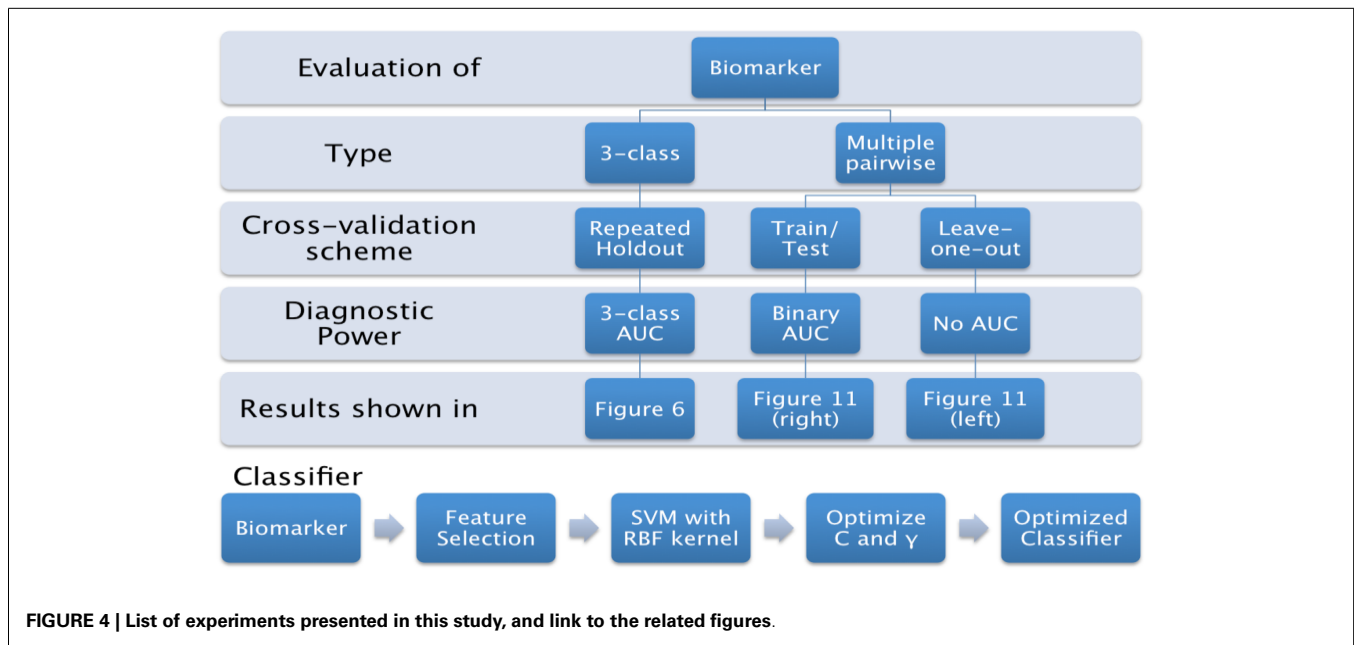 Evaluation of
Biomarker
Type
3-class
Multiple
pairwise
Cross-validation
scheme
Repeated
Holdout
Train/
Test
Leave-
one-out
Diagnostic
Power
3-class
AUC
Binary
AUC
No AUC
Results shown in
Figure 6
Figure 11
(right)
Figure 11
(left)
Classifier
Biomarker
Feature
Selection
SVM with
RBF kernel
Optimize
C and γ
Optimized
Classifier
FIGURE 4 | List of experiments presented in this study, and link to the related figures.